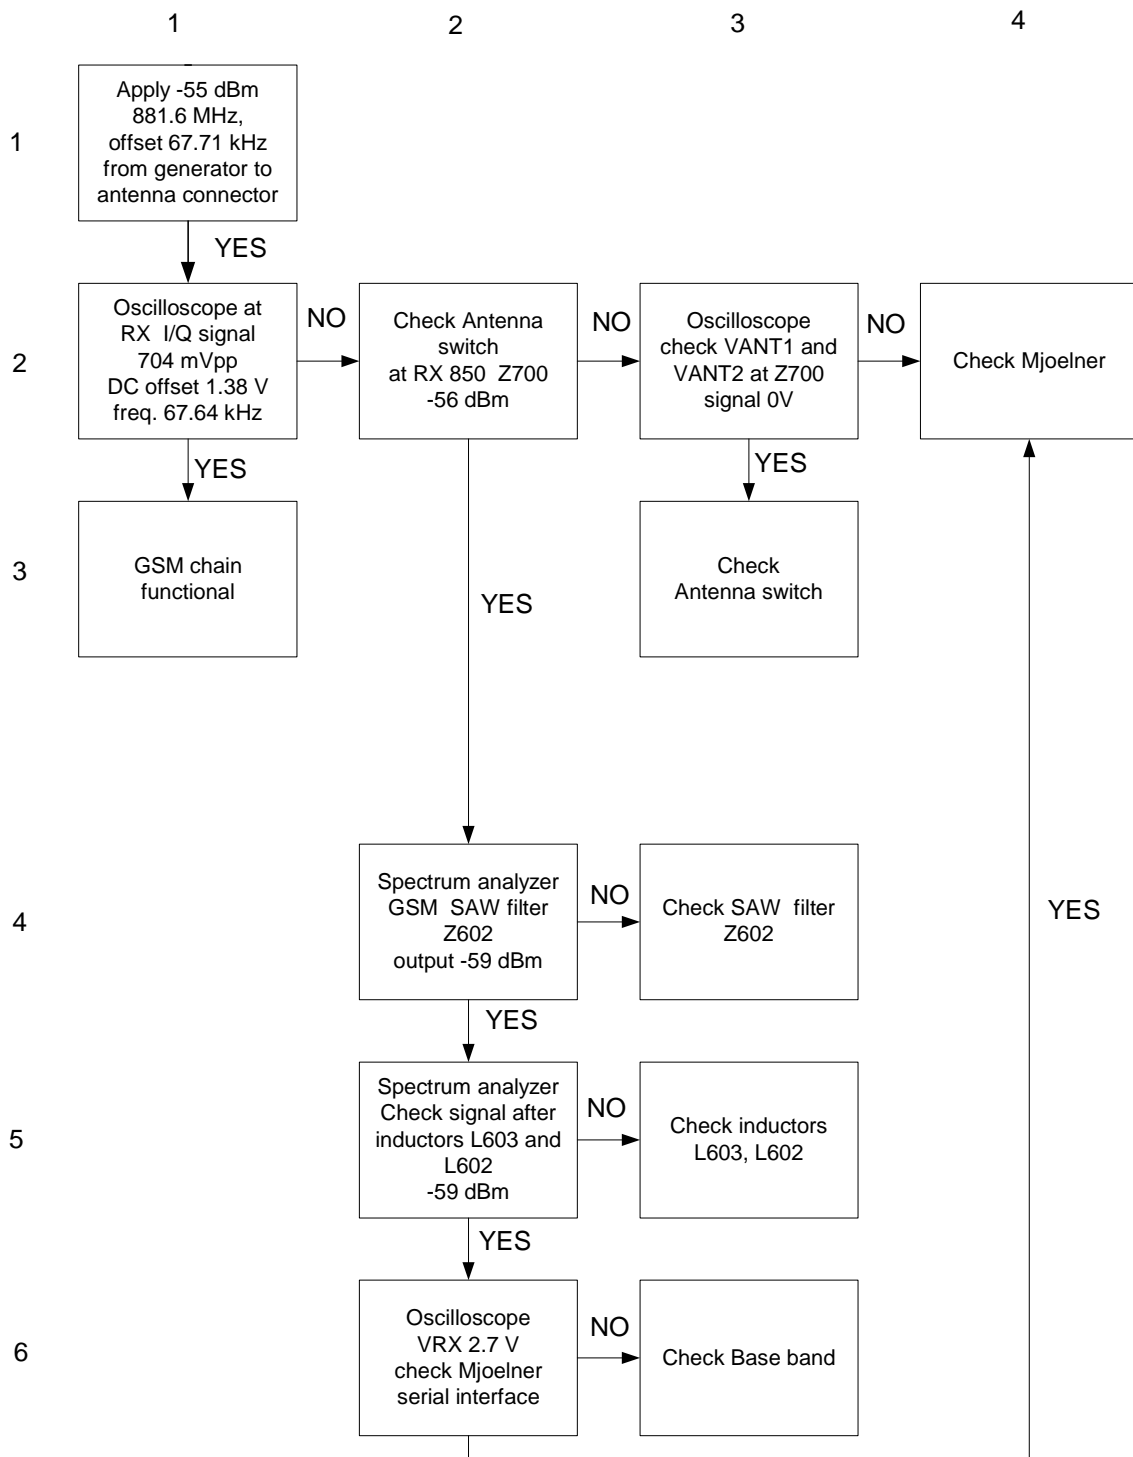 1
2
3
4
1
Apply -55 dBm
881.6 MHz,
offset 67.71 kHz
from generator to
antenna connector
YES
2
Oscilloscope at
RX I/Q signal
704 mVpp
DC offset 1.38 V
freq. 67.64 kHz
NO
Check Antenna
switch
at RX 850 Z700
-56 dBm
NO
Oscilloscope
check VANT1 and
VANT2 at Z700
signal 0V
NO
Check Mjoelner
YES
YES
3
GSM chain
functional
YES
Check
Antenna switch
4
Spectrum analyzer
GSM SAW filter
Z602
output -59 dBm
NO
Check SAW filter
Z602
YES
YES
5
Spectrum analyzer
Check signal after
inductors L603 and
L602
-59 dBm
NO
Check inductors
L603, L602
YES
6
Oscilloscope
VRX 2.7 V
check Mjoelner
serial interface
NO
Check Base band